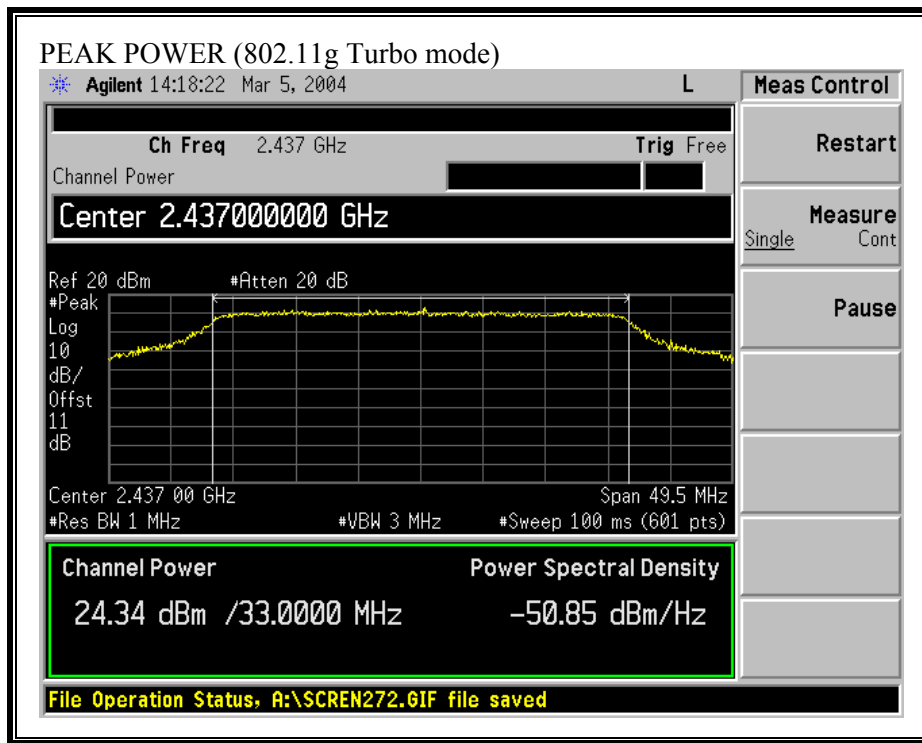 PEAK POWER (802.11g Turbo mode)
Agilent 14:18:22 Mar 5, 2004 L
Meas Control
Ch Freq 2.437 GHz Trig Free
Channel Power
Center 2.437000000 GHz
Restart
Measure
Single Cont
Pause
Ref 20 dBm #Atten 20 dB
#Peak
Log
10
dB/
Offst
11
dB
Center 2.437 00 GHz Span 49.5 MHz
#Res BW 1 MHz #VBW 3 MHz #Sweep 100 ms (601 pts)
Channel Power Power Spectral Density
24.34 dBm /33.0000 MHz -50.85 dBm/Hz
File Operation Status, A:\SCREN272.GIF file saved